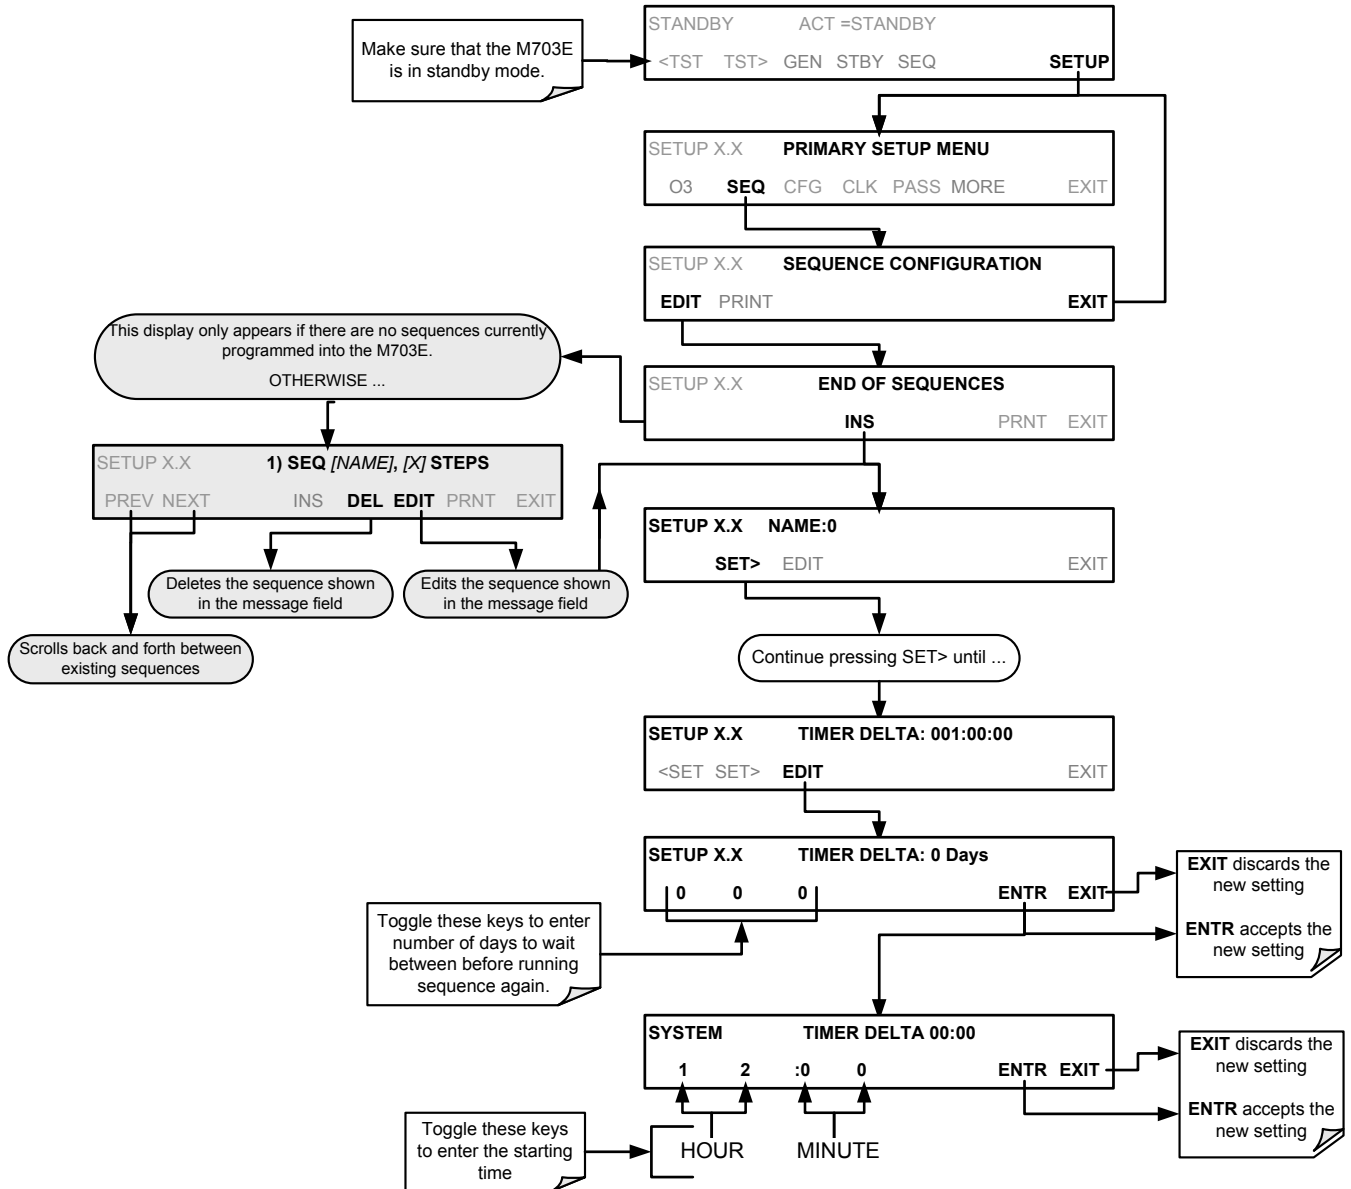 Make sure that the M703E
is in standby mode.
STANDBY ACT =STANDBY
<TST TST> GEN STBY SEQ SETUP
SETUP X.X PRIMARY SETUP MENU
O3 SEQ CFG CLK PASS MORE EXIT
SETUP X.X SEQUENCE CONFIGURATION
EDIT PRINT EXIT
This display only appears if there are no sequences currently
programmed into the M703E.
OTHERWISE ...
SETUP X.X END OF SEQUENCES
INS PRNT EXIT
SETUP X.X 1) SEQ [NAME], [X] STEPS
PREV NEXT INS DEL EDIT PRNT EXIT
Deletes the sequence shown
in the message field
Edits the sequence shown
in the message field
Scrolls back and forth between
existing sequences
SETUP X.X NAME:0
SET> EDIT EXIT
Continue pressing SET> until ...
SETUP X.X TIMER DELTA: 001:00:00
<SET SET> EDIT EXIT
SETUP X.X TIMER DELTA: 0 Days
0 0 0 ENTR EXIT
EXIT discards the
new setting
ENTR accepts the
new setting
Toggle these keys to enter
number of days to wait
between before running
sequence again.
SYSTEM TIMER DELTA 00:00
1 2 :0 0 ENTR EXIT
EXIT discards the
new setting
ENTR accepts the
new setting
Toggle these keys
to enter the starting
time
HOUR MINUTE